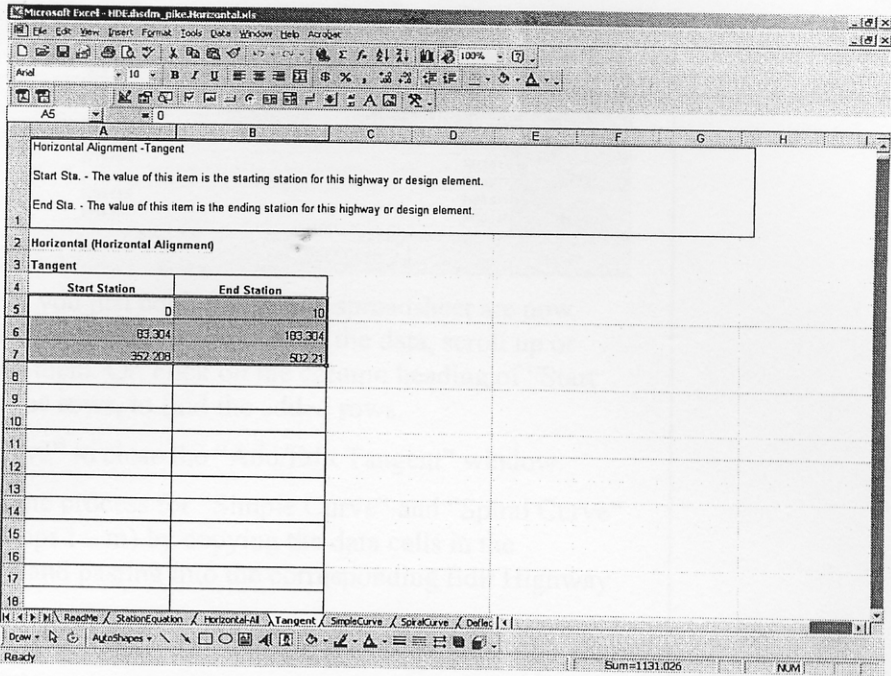 Microsoft Excel - HDE.ihsdm_pike.Horizontal.xls
File Edit View Insert Format Tools Data Window Help Acrobat
100%
Arial 10 B I U $ % ,
A5 = 0
A B C D E F G H I
Horizontal Alignment -Tangent
Start Sta. - The value of this item is the starting station for this highway or design element.
End Sta. - The value of this item is the ending station for this highway or design element.
1
2 Horizontal (Horizontal Alignment)
3 Tangent
4 Start Station End Station
5 0 10
6 83.304 183.304
7 352.208 502.21
8
9
10
11
12
13
14
15
16
17
18
ReadMe / StationEquation / Horizontal-All \ Tangent / SimpleCurve / SpiralCurve / Deflec
Draw AutoShapes
Ready Sum=1131.026 NUM